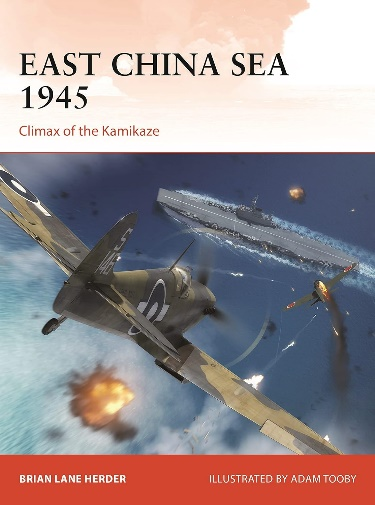 EAST CHINA SEA
1945
Climax of the Kamikaze
BRIAN LANE HERDER
ILLUSTRATED BY ADAM TOOBY